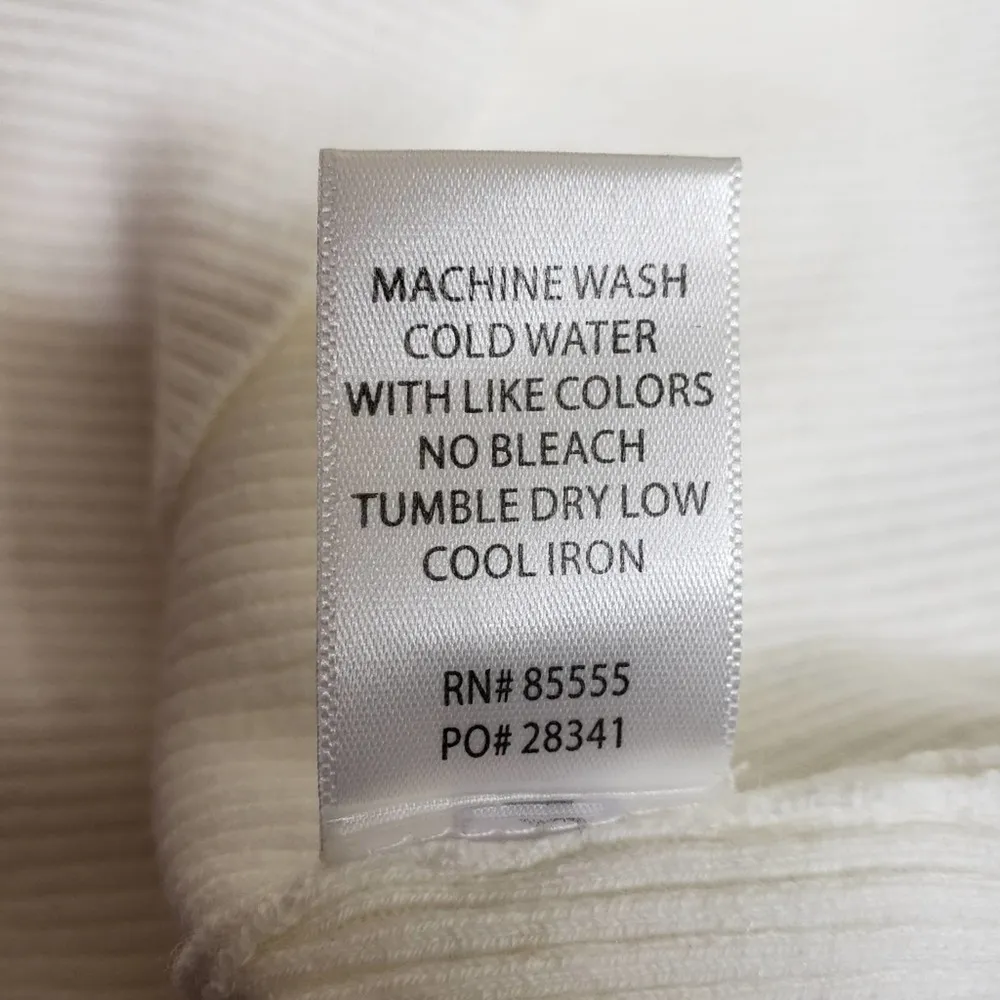 MACHINE WASH
COLD WATER
WITH LIKE COLORS
NO BLEACH
TUMBLE DRY LOW
COOL IRON
RN# 85555
PO# 28341